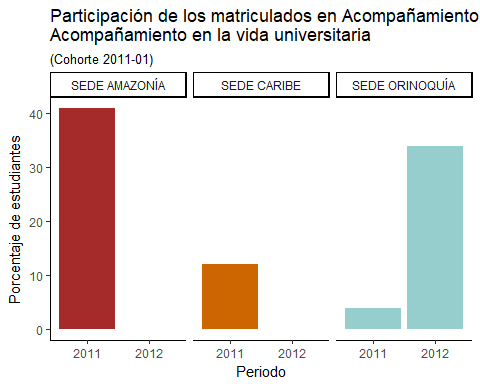 Participación de los matriculados en Acompañamiento
Acompañamiento en la vida universitaria
(Cohorte 2011-01)
SEDE AMAZONÍA SEDE CARIBE SEDE ORINOQUÍA
40
30
20
10
0
Porcentaje de estudiantes
2011 2012 2011 2012 2011 2012
Periodo